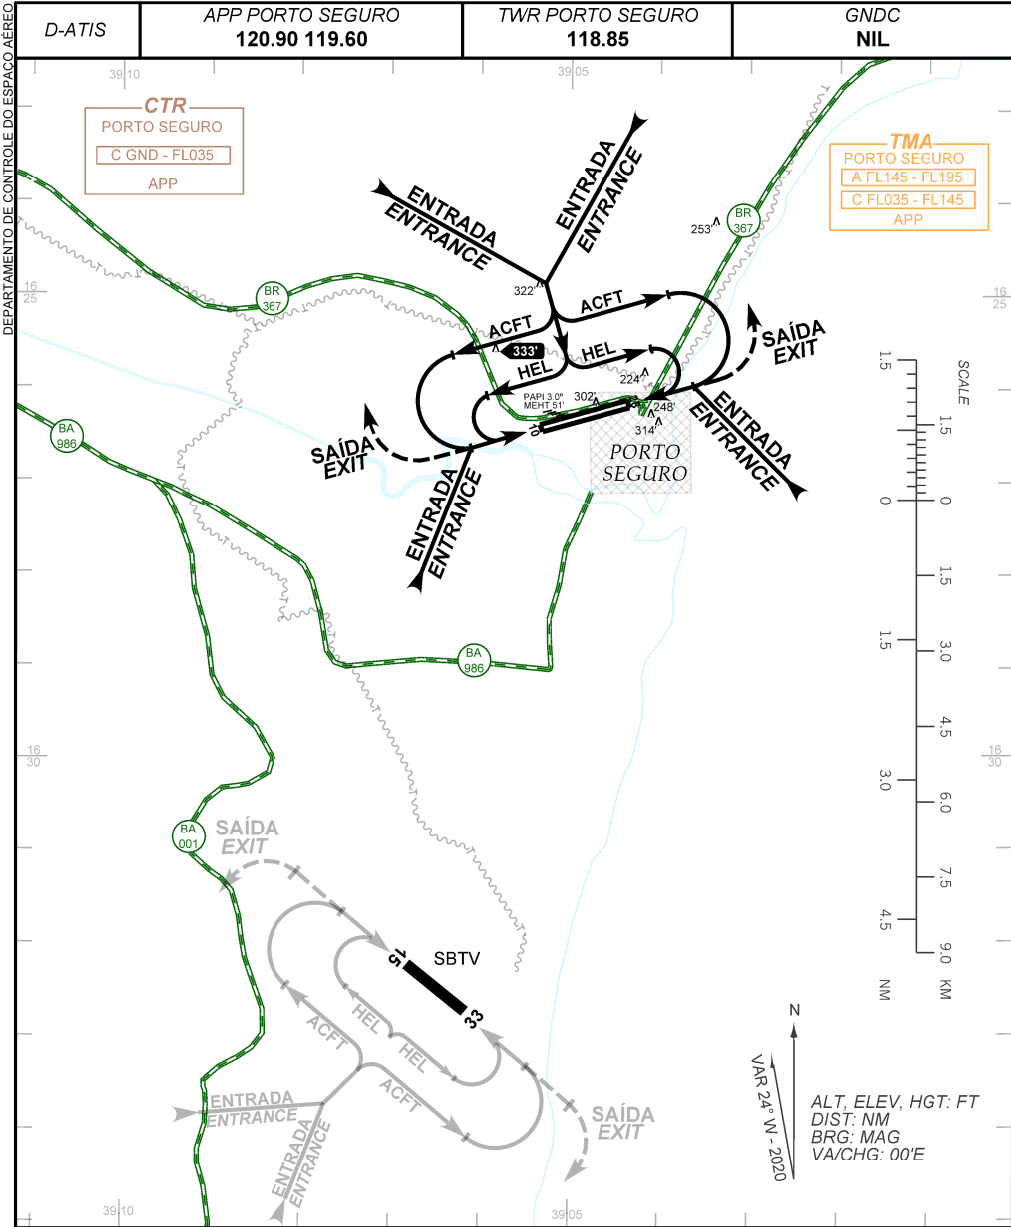 DEPARTAMENTO DE CONTROLE DO ESPAÇO AÉREO
D-ATIS
APP PORTO SEGURO
120.90 119.60
TWR PORTO SEGURO
118.85
GNDC
NIL
39 10
39 05
CTR
PORTO SEGURO
C GND - FL035
APP
TMA
PORTO SEGURO
A FL145 - FL195
C FL035 - FL145
APP
ENTRADA
ENTRANCE
ENTRADA
ENTRANCE
253'
BR
367
BR
367
16
25
16
25
322'
ACFT
ACFT
333'
HEL
HEL
224'
SAÍDA
EXIT
PAPI 3.0°
MEHT 51'
302'
248'
314'
10
PORTO
SEGURO
SAÍDA
EXIT
ENTRADA
ENTRANCE
ENTRADA
ENTRANCE
BA
986
SCALE
1.5
1.5
0
0
1.5
1.5
3.0
4.5
3.0
6.0
7.5
4.5
9.0
NM
KM
BA
986
16
30
16
30
BA
001
SAÍDA
EXIT
15
SBTV
33
HEL
ACFT
HEL
ACFT
ENTRADA
ENTRANCE
ENTRADA
ENTRANCE
SAÍDA
EXIT
N
VAR 24° W - 2020
ALT, ELEV, HGT: FT
DIST: NM
BRG: MAG
VA/CHG: 00'E
39 10
39 05